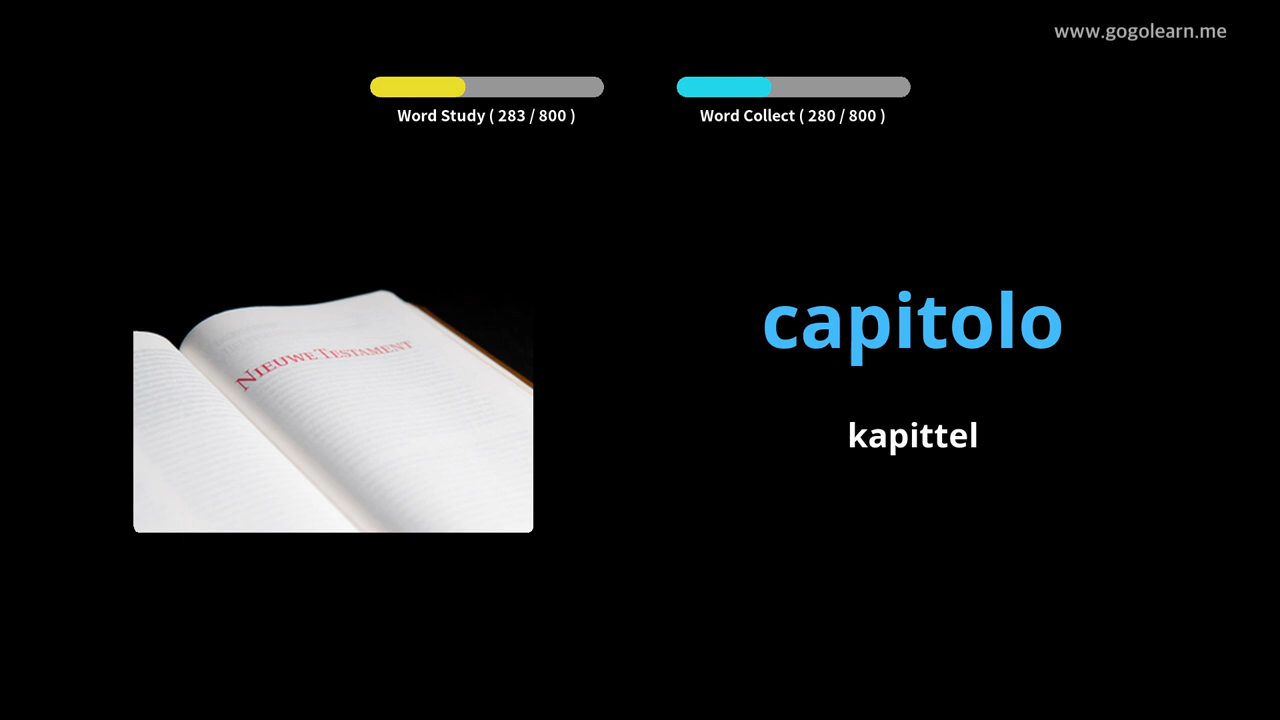 www.gogolearn.me
Word Study ( 283 / 800 )
Word Collect ( 280 / 800 )
NIEUWE TESTAMENT
capitolo
kapittel